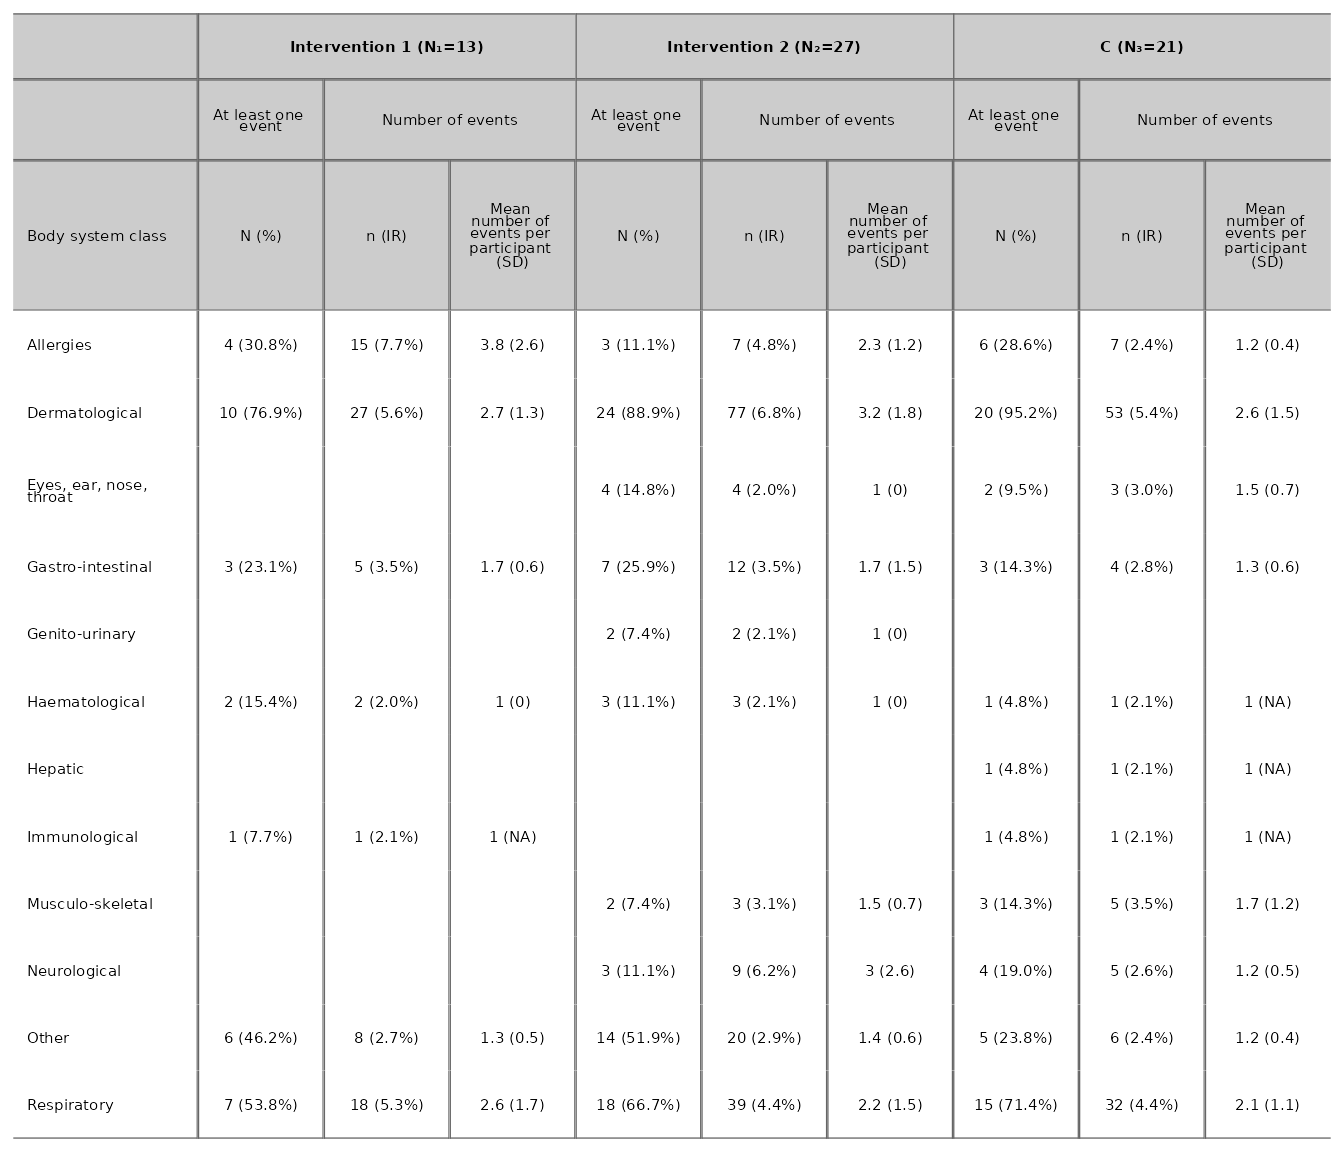 Intervention 1 (N₁=13) Intervention 2 (N₂=27) C (N₃=21)
At least one event Number of events At least one event Number of events At least one event Number of events
Body system class N (%) n (IR) Mean number of events per participant (SD) N (%) n (IR) Mean number of events per participant (SD) N (%) n (IR) Mean number of events per participant (SD)
Allergies 4 (30.8%) 15 (7.7%) 3.8 (2.6) 3 (11.1%) 7 (4.8%) 2.3 (1.2) 6 (28.6%) 7 (2.4%) 1.2 (0.4)
Dermatological 10 (76.9%) 27 (5.6%) 2.7 (1.3) 24 (88.9%) 77 (6.8%) 3.2 (1.8) 20 (95.2%) 53 (5.4%) 2.6 (1.5)
Eyes, ear, nose, throat 4 (14.8%) 4 (2.0%) 1 (0) 2 (9.5%) 3 (3.0%) 1.5 (0.7)
Gastro-intestinal 3 (23.1%) 5 (3.5%) 1.7 (0.6) 7 (25.9%) 12 (3.5%) 1.7 (1.5) 3 (14.3%) 4 (2.8%) 1.3 (0.6)
Genito-urinary 2 (7.4%) 2 (2.1%) 1 (0)
Haematological 2 (15.4%) 2 (2.0%) 1 (0) 3 (11.1%) 3 (2.1%) 1 (0) 1 (4.8%) 1 (2.1%) 1 (NA)
Hepatic 1 (4.8%) 1 (2.1%) 1 (NA)
Immunological 1 (7.7%) 1 (2.1%) 1 (NA) 1 (4.8%) 1 (2.1%) 1 (NA)
Musculo-skeletal 2 (7.4%) 3 (3.1%) 1.5 (0.7) 3 (14.3%) 5 (3.5%) 1.7 (1.2)
Neurological 3 (11.1%) 9 (6.2%) 3 (2.6) 4 (19.0%) 5 (2.6%) 1.2 (0.5)
Other 6 (46.2%) 8 (2.7%) 1.3 (0.5) 14 (51.9%) 20 (2.9%) 1.4 (0.6) 5 (23.8%) 6 (2.4%) 1.2 (0.4)
Respiratory 7 (53.8%) 18 (5.3%) 2.6 (1.7) 18 (66.7%) 39 (4.4%) 2.2 (1.5) 15 (71.4%) 32 (4.4%) 2.1 (1.1)